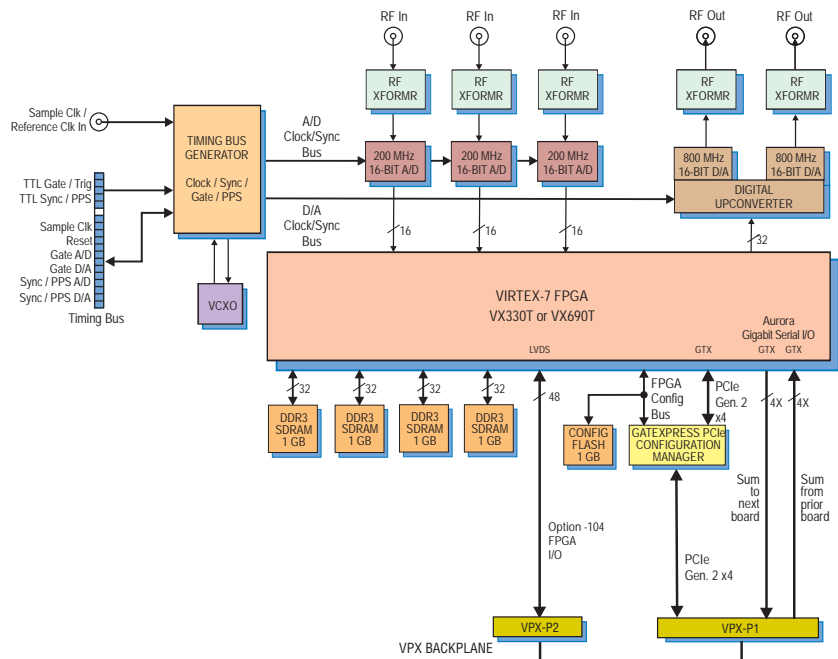 RF In
RF In
RF In
RF Out
RF Out
RF
XFORMR
RF
XFORMR
RF
XFORMR
RF
XFORMR
RF
XFORMR
Sample Clk /
Reference Clk In
TIMING BUS
GENERATOR
Clock / Sync /
Gate / PPS
A/D
Clock/Sync
Bus
200 MHz
16-BIT A/D
200 MHz
16-BIT A/D
200 MHz
16-BIT A/D
800 MHz
16-BIT D/A
800 MHz
16-BIT D/A
DIGITAL
UPCONVERTER
TTL Gate / Trig
TTL Sync / PPS
Sample Clk
Reset
Gate A/D
Gate D/A
Sync / PPS A/D
Sync / PPS D/A
Timing Bus
D/A
Clock/Sync
Bus
16
16
16
32
VCXO
VIRTEX-7 FPGA
VX330T or VX690T
Aurora
Gigabit Serial I/O
LVDS
GTX
GTX
GTX
32
32
32
32
48
FPGA
Config
Bus
PCIe
Gen. 2
x4
4X
4X
DDR3
SDRAM
1 GB
DDR3
SDRAM
1 GB
DDR3
SDRAM
1 GB
DDR3
SDRAM
1 GB
CONFIG
FLASH
1 GB
GATEXPRESS PCIe
CONFIGURATION
MANAGER
Sum
to
next
board
Sum
from
prior
board
Option -104
FPGA
I/O
PCIe
Gen. 2 x4
VPX-P2
VPX-P1
VPX BACKPLANE